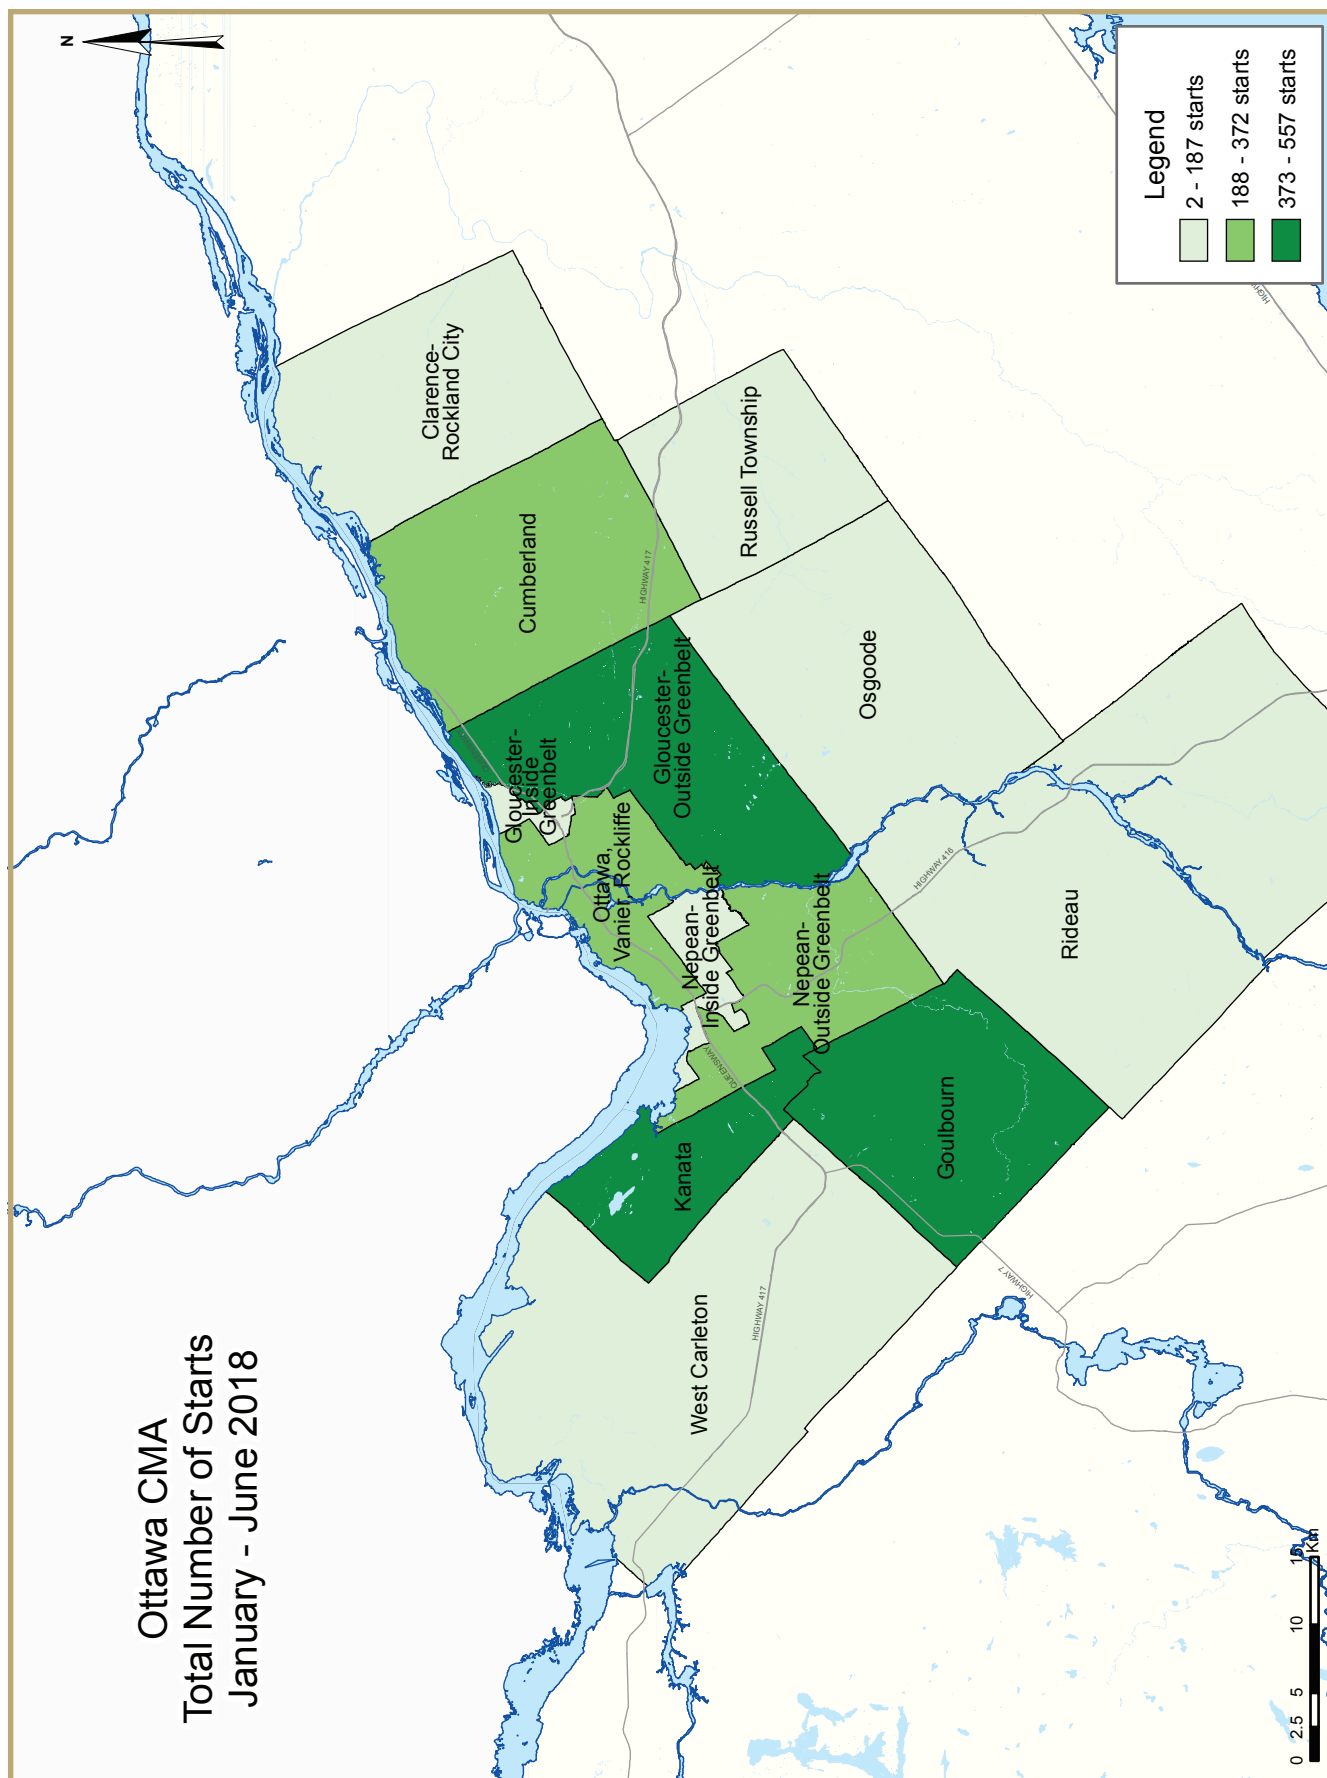 Ottawa CMA
Total Number of Starts
January - June 2018
N
Legend
2 - 187 starts
188 - 372 starts
373 - 557 starts
Clarence-
Rockland City
Cumberland
Russell Township
Gloucester-
Inside
Greenbelt
Gloucester-
Outside Greenbelt
Osgoode
Ottawa,
Vanier, Rockliffe
Nepean-
Inside Greenbelt
Nepean-
Outside Greenbelt
Rideau
Kanata
Goulbourn
West Carleton
HIGHWAY 417
HIGHWAY 416
QUEENSWAY
HIGHWAY 417
HIGHWAY 7
0 2.5 5 10 15
Km